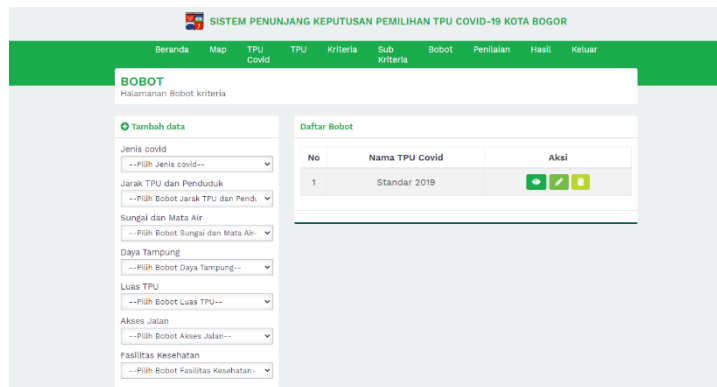 SISTEM PENUNJANG KEPUTUSAN PEMILIHAN TPU COVID-19 KOTA BOGOR
Beranda Map TPU Covid TPU Kriteria Sub Kriteria Bobot Penilaian Hasil Keluar
BOBOT
Halamanan Bobot kriteria
Tambah data
Jenis covid
--Pilih Jenis covid--
Jarak TPU dan Penduduk
--Pilih Bobot Jarak TPU dan Pendu
Sungai dan Mata Air
--Pilih Bobot Sungai dan Mata Air-
Daya Tampung
--Pilih Bobot Daya Tampung--
Luas TPU
--Pilih Bobot Luas TPU--
Akses Jalan
--Pilih Bobot Akses Jalan--
Fasilitas Kesehatan
--Pilih Bobot Fasilitas Kesehatan-
Daftar Bobot
No Nama TPU Covid Aksi
1 Standar 2019